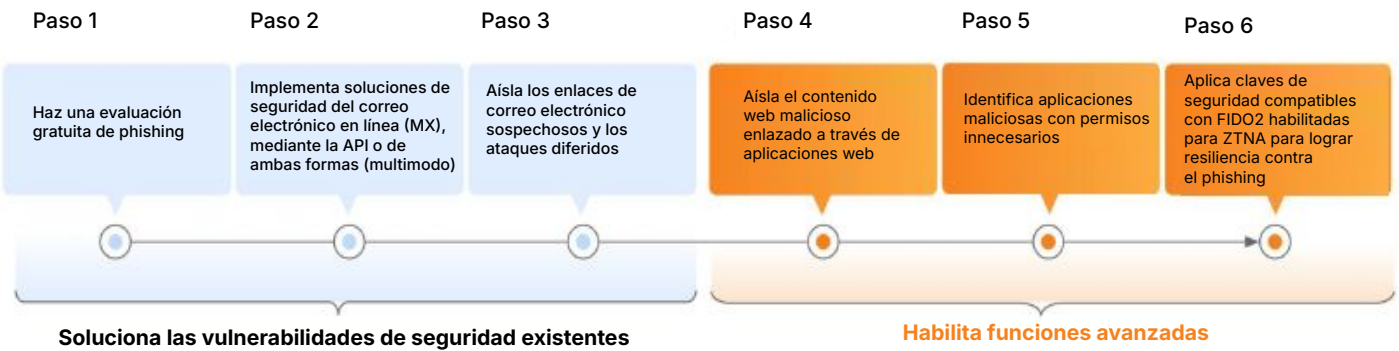 Paso 1
Haz una evaluación
gratuita de phishing
Paso 2
Implementa soluciones de
seguridad del correo
electrónico en línea (MX),
mediante la API o de
ambas formas (multimodo)
Paso 3
Aísla los enlaces de
correo electrónico
sospechosos y los
ataques diferidos
Paso 4
Aísla el contenido
web malicioso
enlazado a través de
aplicaciones web
Paso 5
Identifica aplicaciones
maliciosas con permisos
innecesarios
Paso 6
Aplica claves de
seguridad compatibles
con FIDO2 habilitadas
para ZTNA para lograr
resiliencia contra
el phishing
Soluciona las vulnerabilidades de seguridad existentes
Habilita funciones avanzadas